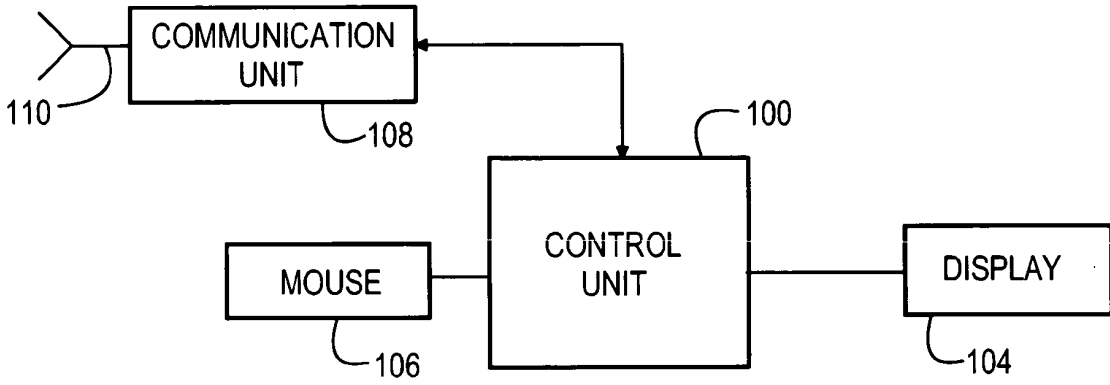 COMMUNICATION
UNIT
110
108
100
CONTROL
UNIT
MOUSE
DISPLAY
106
104